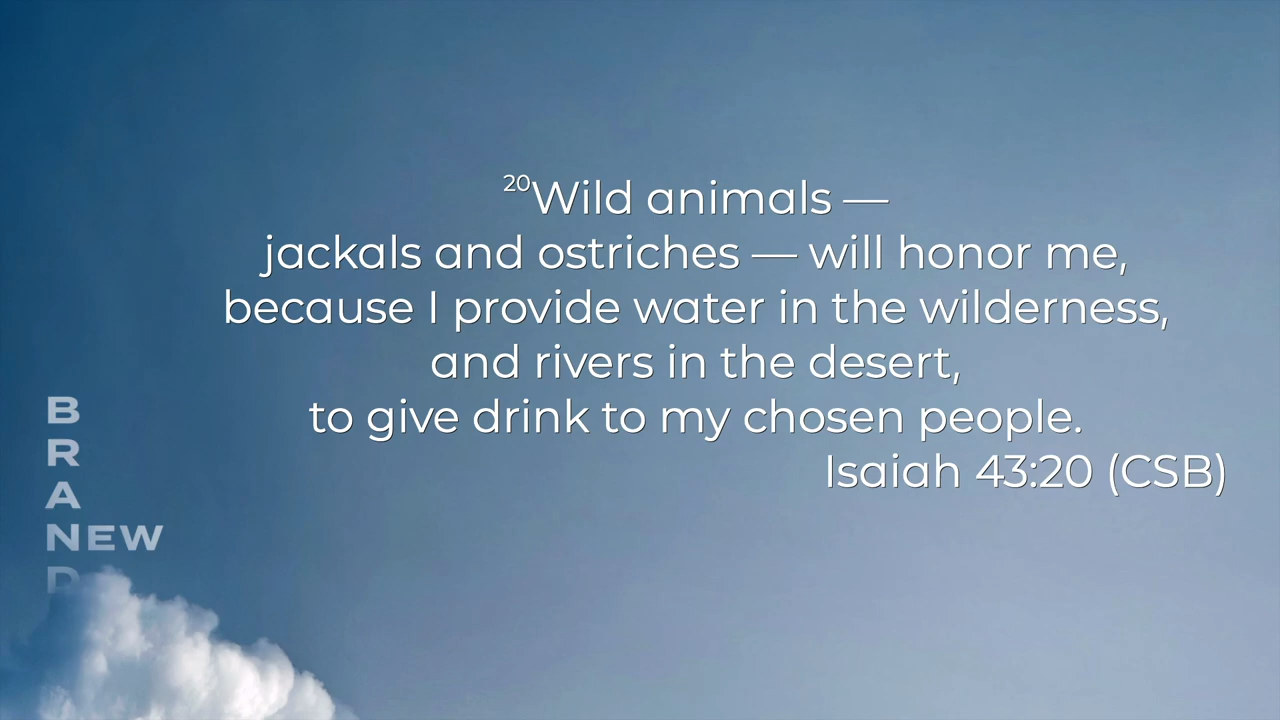 20Wild animals —
jackals and ostriches — will honor me,
because I provide water in the wilderness,
and rivers in the desert,
to give drink to my chosen people.
Isaiah 43:20 (CSB)
BRAND
NEW